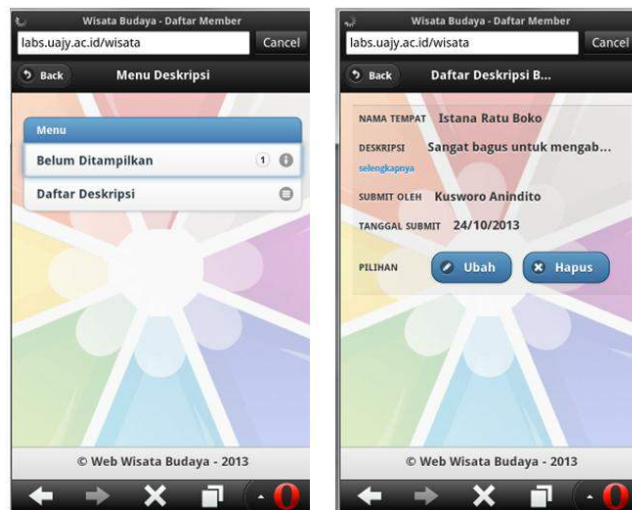 Wisata Budaya - Daftar Member
labs.uajy.ac.id/wisata Cancel
Back Menu Deskripsi
Menu
Belum Ditampilkan 1
Daftar Deskripsi
© Web Wisata Budaya - 2013
Wisata Budaya - Daftar Member
labs.uajy.ac.id/wisata Cancel
Back Daftar Deskripsi B...
NAMA TEMPAT Istana Ratu Boko
DESKRIPSI Sangat bagus untuk mengab...
selengkapnya
SUBMIT OLEH Kusworo Anindito
TANGGAL SUBMIT 24/10/2013
PILIHAN Ubah Hapus
© Web Wisata Budaya - 2013